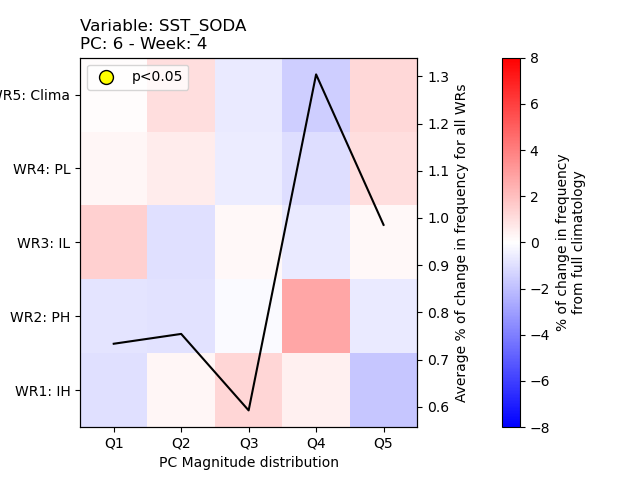 Variable: SST_SODA
PC: 6 - Week: 4
p<0.05
WR5: Clima
WR4: PL
WR3: IL
WR2: PH
WR1: IH
Q1 Q2 Q3 Q4 Q5
PC Magnitude distribution
1.3
1.2
1.1
1.0
0.9
0.8
0.7
0.6
Average % of change in frequency for all WRs
8
6
4
2
0
−2
−4
−6
−8
% of change in frequency
from full climatology